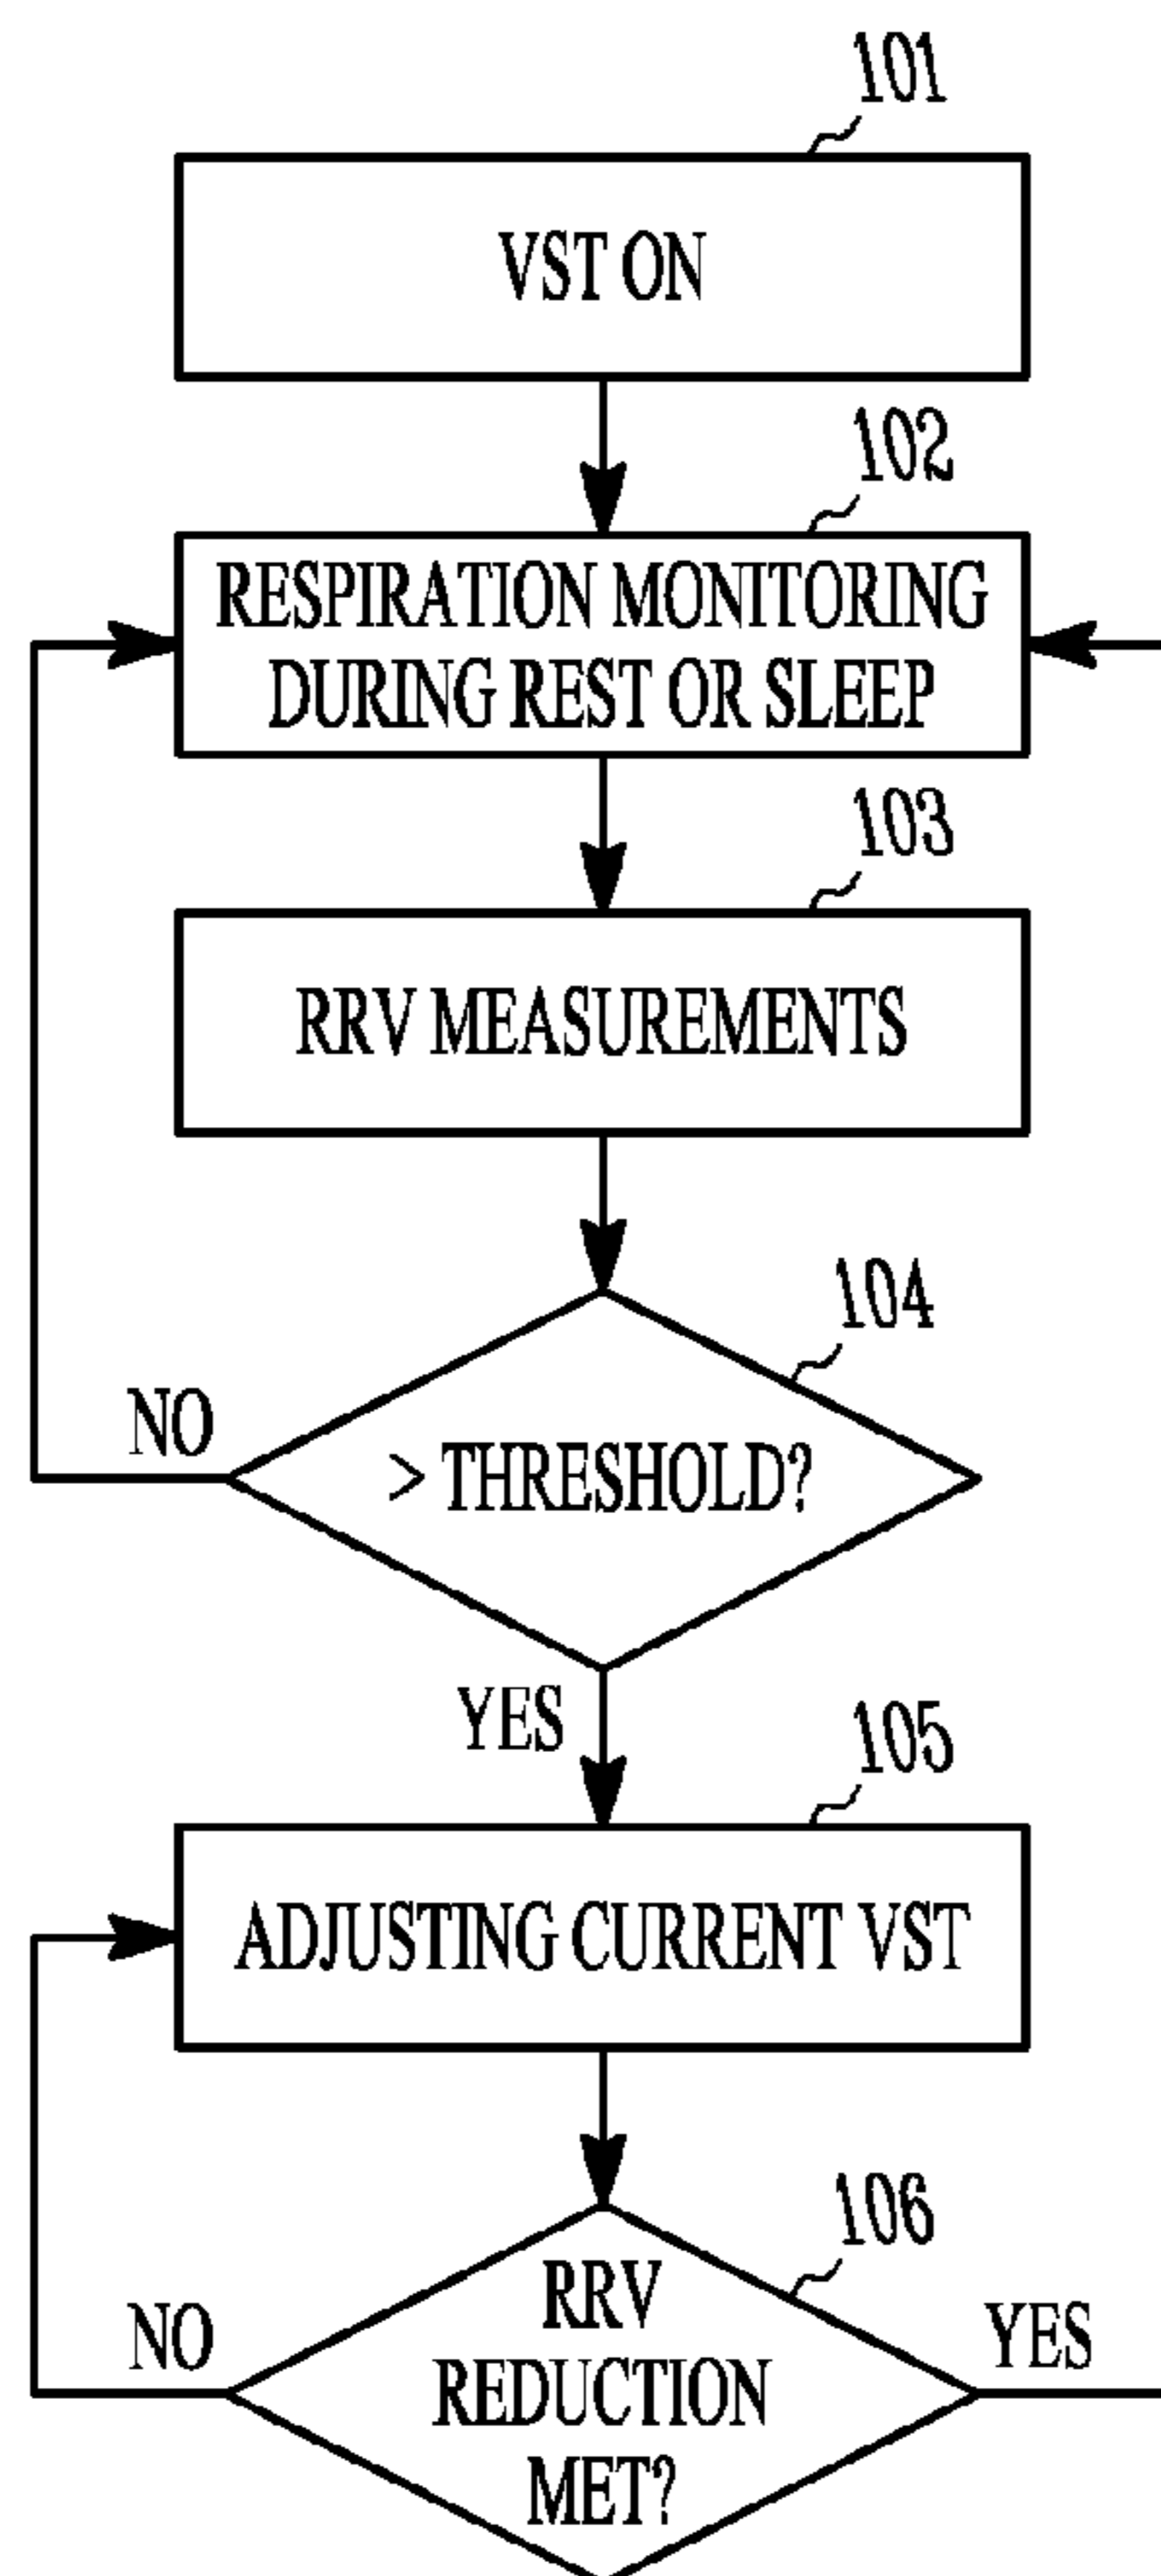 101
VST ON
102
RESPIRATION MONITORING
DURING REST OR SLEEP
103
RRV MEASUREMENTS
104
NO
> THRESHOLD?
YES
105
ADJUSTING CURRENT VST
106
RRV
NO
REDUCTION
YES
MET?